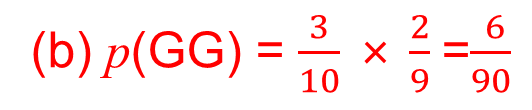 (b) p(GG) = 3/10 × 2/9 = 6/90